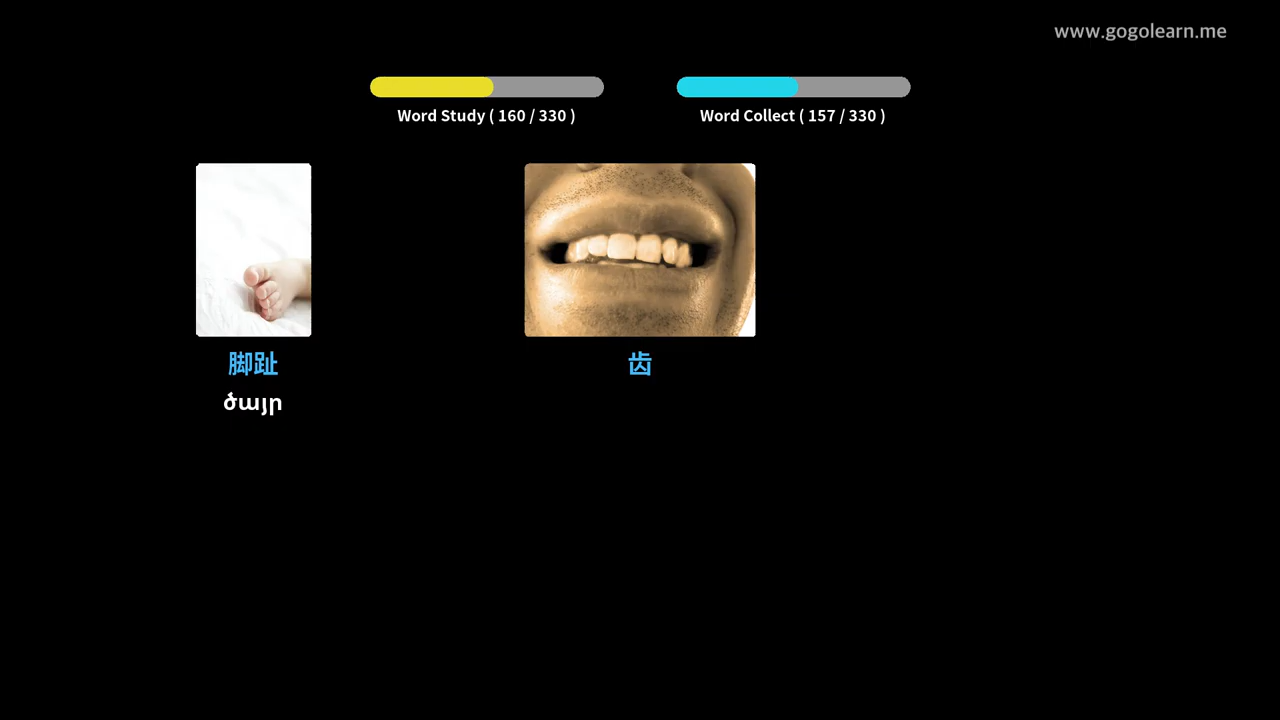 www.gogolearn.me
Word Study ( 160 / 330 )
Word Collect ( 157 / 330 )
脚趾
ծայր
齿